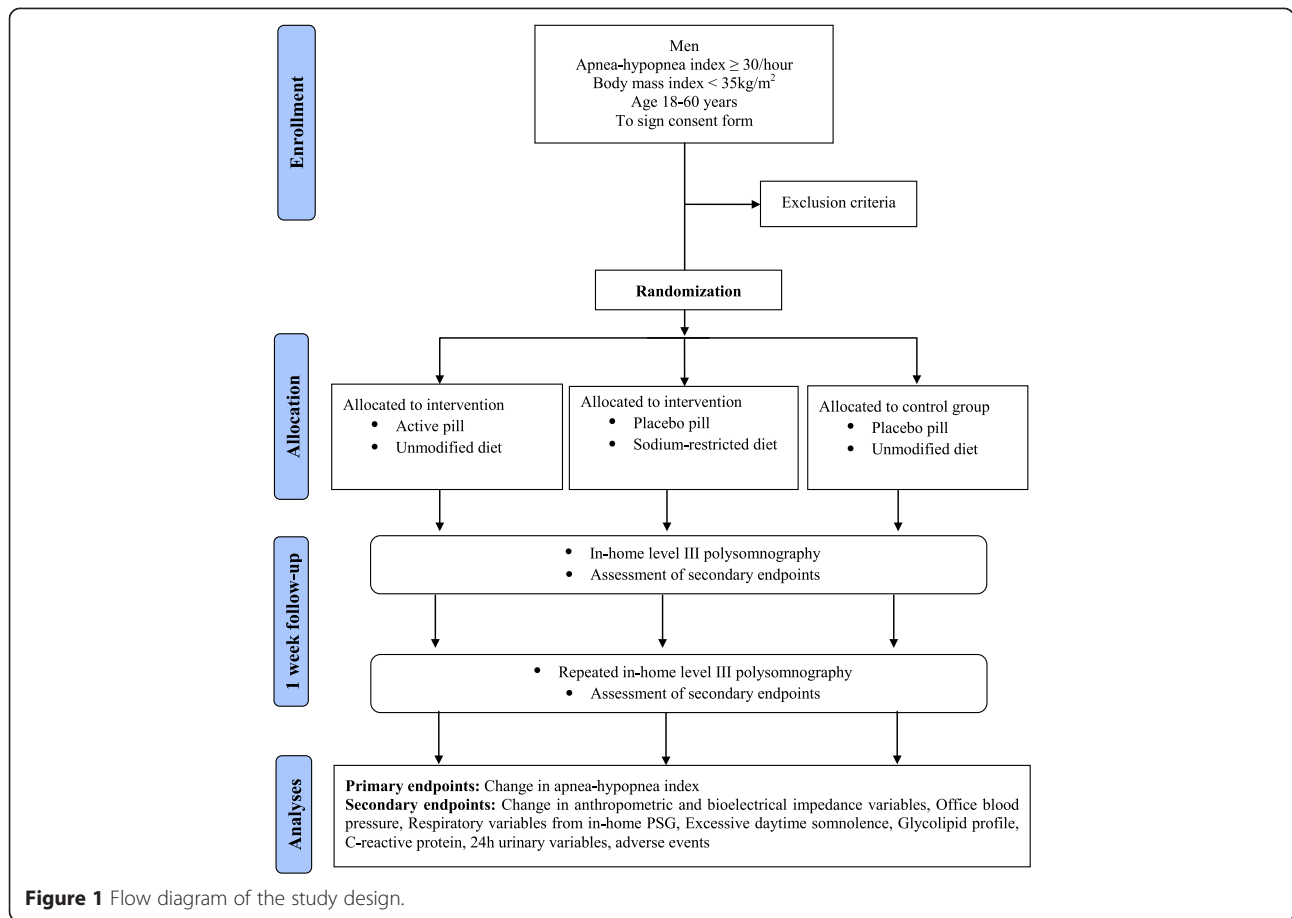 Enrollment
Men
Apnea-hypopnea index ≥ 30/hour
Body mass index < 35kg/m²
Age 18-60 years
To sign consent form
Exclusion criteria
Randomization
Allocation
Allocated to intervention
• Active pill
• Unmodified diet
Allocated to intervention
• Placebo pill
• Sodium-restricted diet
Allocated to control group
• Placebo pill
• Unmodified diet
1 week follow-up
• In-home level III polysomnography
• Assessment of secondary endpoints
• Repeated in-home level III polysomnography
• Assessment of secondary endpoints
Analyses
Primary endpoints: Change in apnea-hypopnea index
Secondary endpoints: Change in anthropometric and bioelectrical impedance variables, Office blood
pressure, Respiratory variables from in-home PSG, Excessive daytime somnolence, Glycolipid profile,
C-reactive protein, 24h urinary variables, adverse events
Figure 1 Flow diagram of the study design.